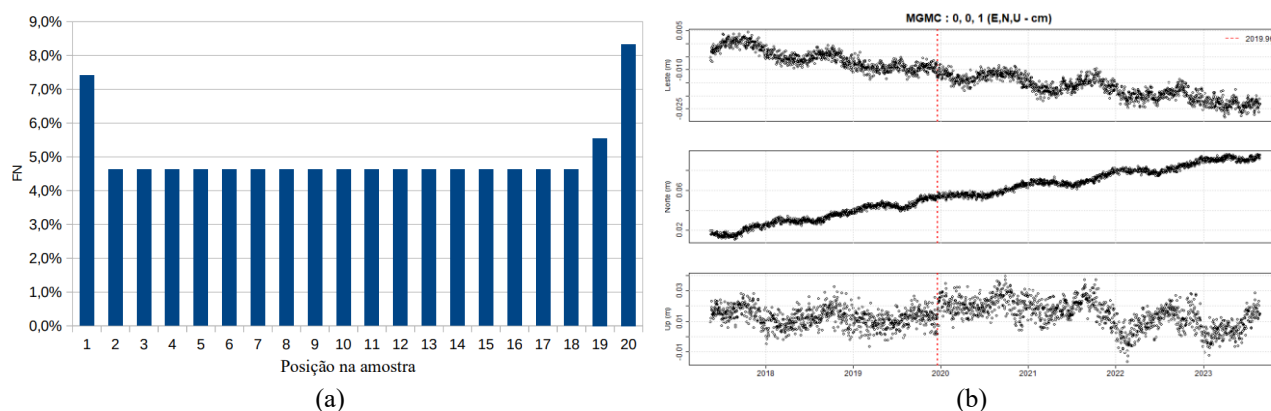 9,0%
8,0%
7,0%
6,0%
5,0%
4,0%
3,0%
2,0%
1,0%
0,0%
FN
1 2 3 4 5 6 7 8 9 10 11 12 13 14 15 16 17 18 19 20
Posição na amostra
(a)
MGMC : 0, 0, 1 (E,N,U - cm)
2019.96
Leste (m)
0.005
-0.010
-0.025
Norte (m)
0.06
0.02
Up (m)
0.03
0.01
-0.01
2018 2019 2020 2021 2022 2023
(b)